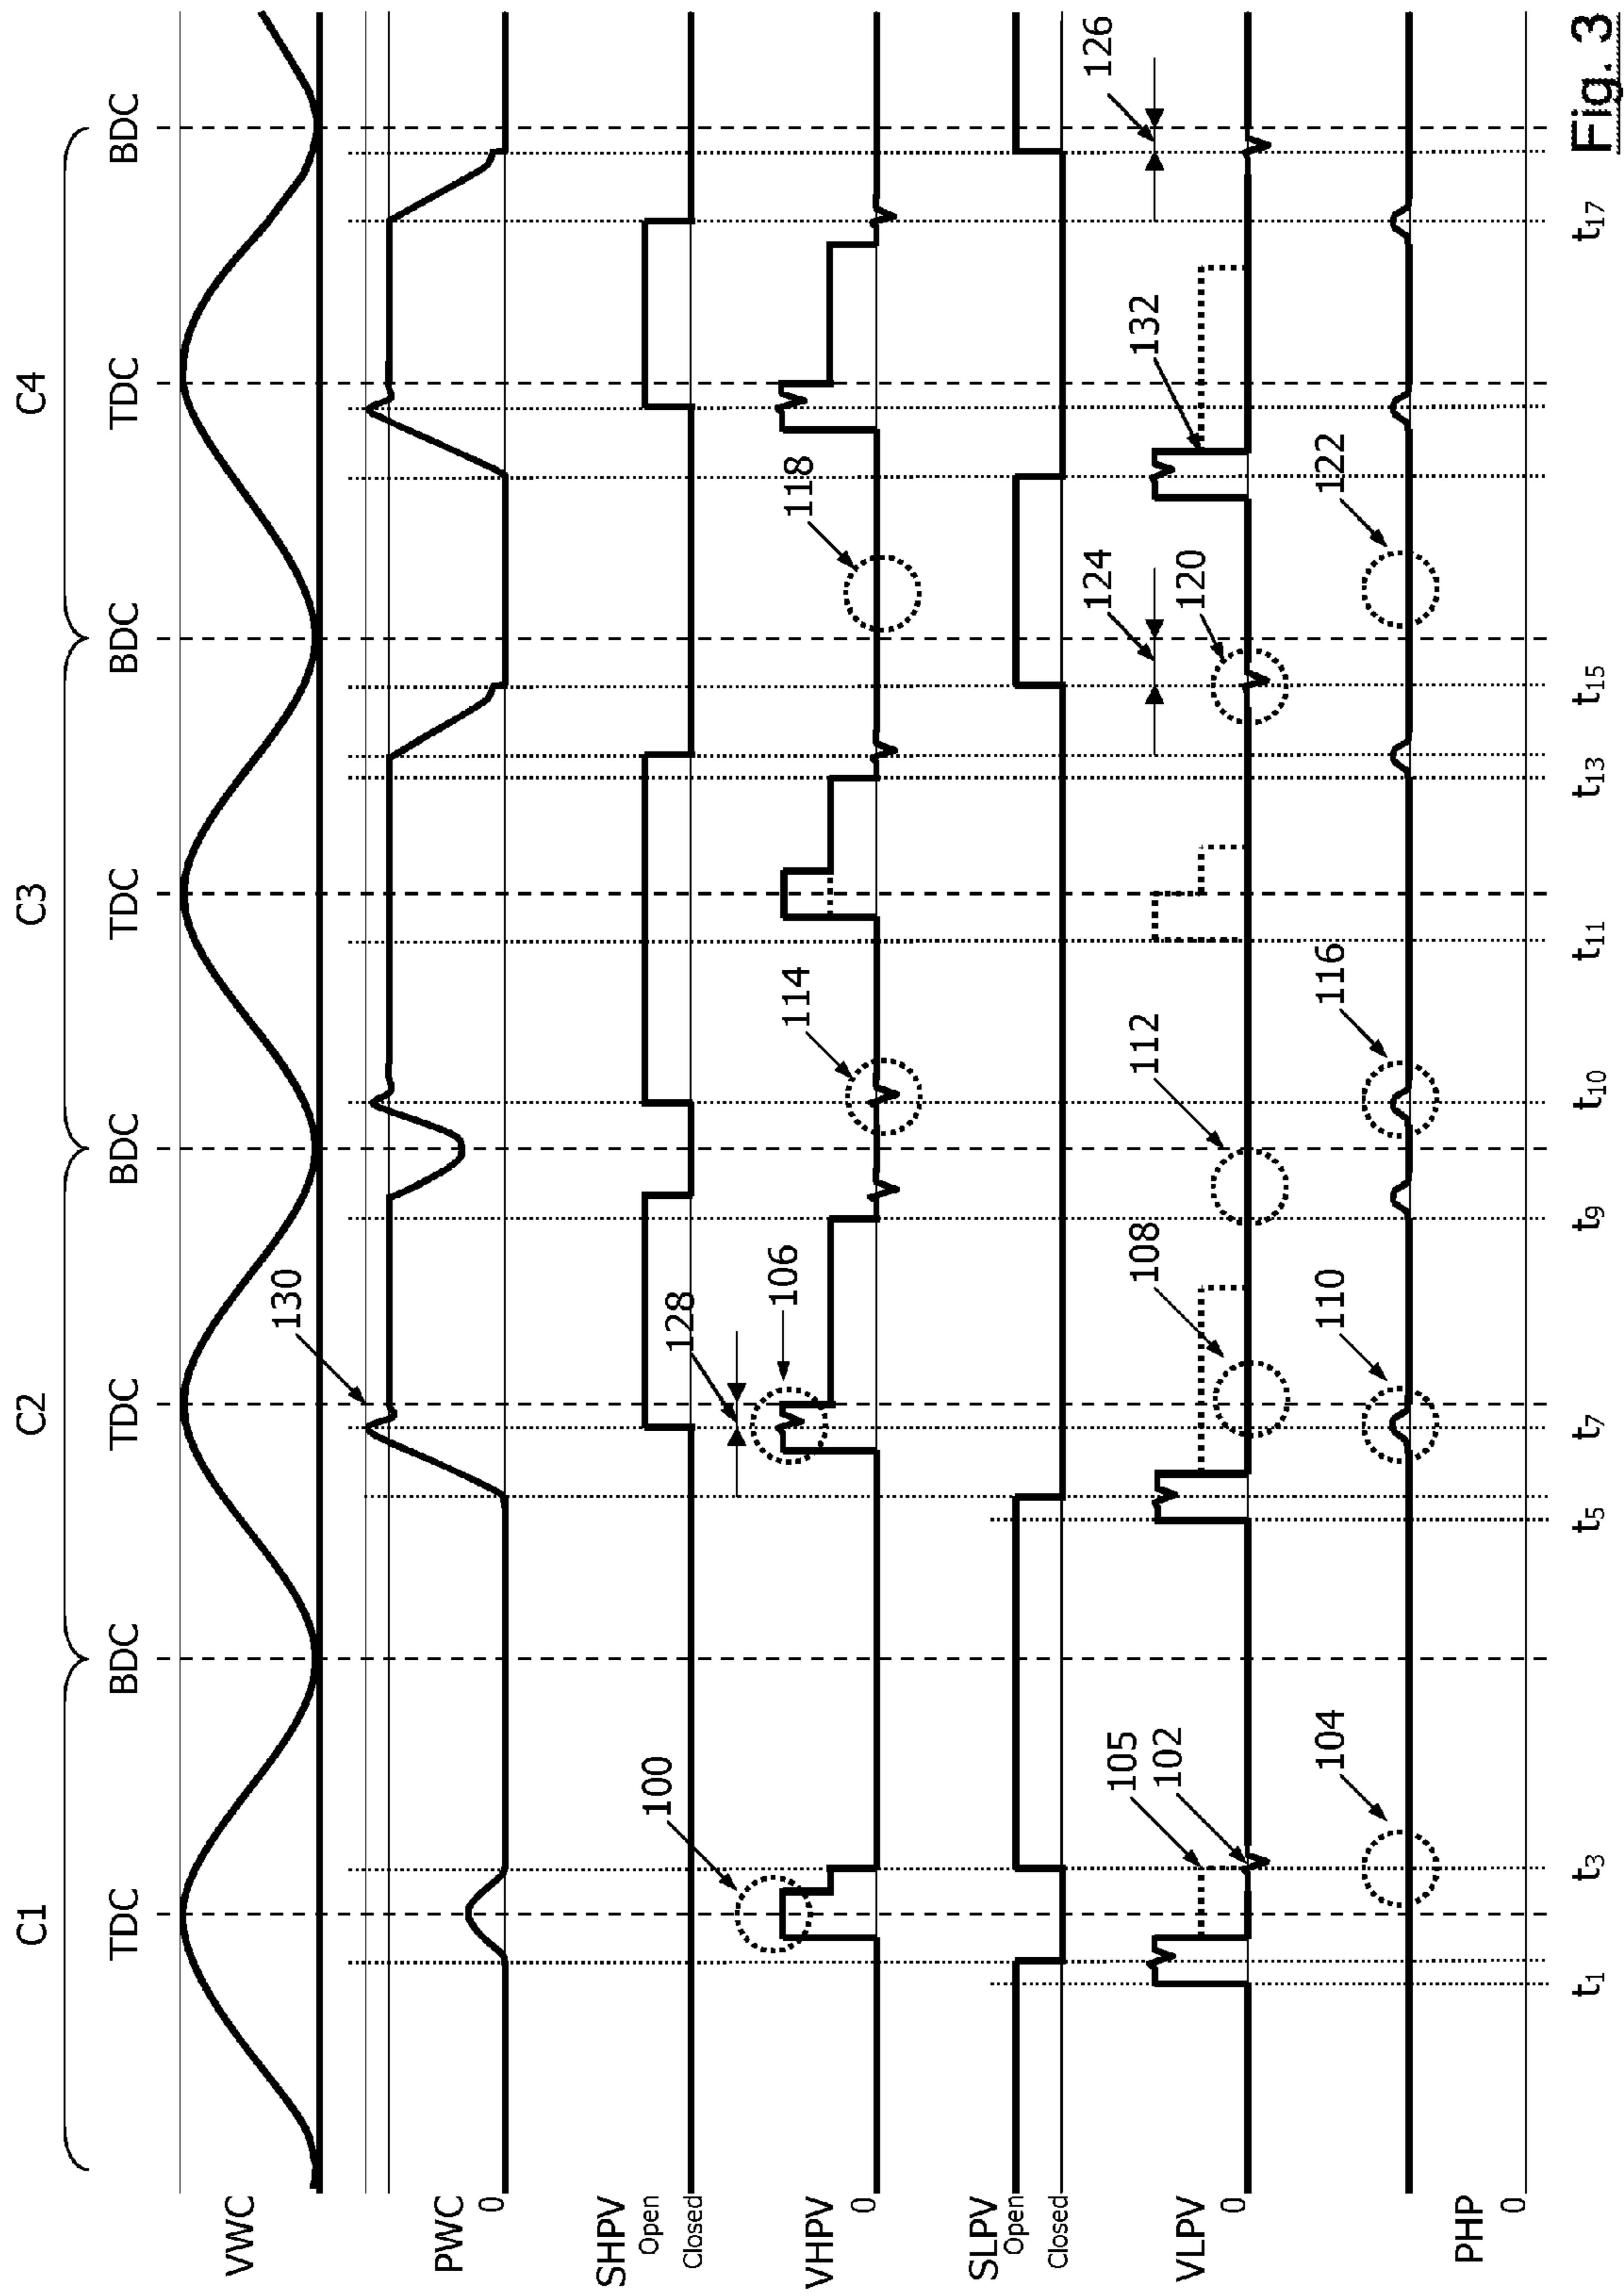 C1 C2 C3 C4
TDC BDC TDC BDC TDC BDC TDC BDC
VWC
130
PWC
0
SHPV
Open
Closed
100
128
106
114
118
VHPV
0
SLPV
Open
Closed
105
102
108
112
124
120
132
126
VLPV
0
104
110
116
122
PHP
0
t1 t3 t5 t7 t9 t10 t11 t13 t15 t17
Fig. 3